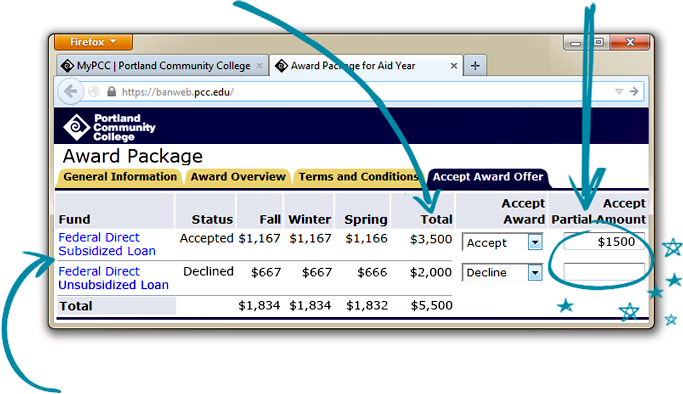 Firefox
MyPCC | Portland Community College × Award Package for Aid Year × +
https://banweb.pcc.edu/
Portland
Community
College
Award Package
General Information Award Overview Terms and Conditions Accept Award Offer
Fund Status Fall Winter Spring Total Accept Award Accept Partial Amount
Federal Direct Subsidized Loan Accepted $1,167 $1,167 $1,166 $3,500 Accept $1500
Federal Direct Unsubsidized Loan Declined $667 $667 $666 $2,000 Decline
Total $1,834 $1,834 $1,832 $5,500